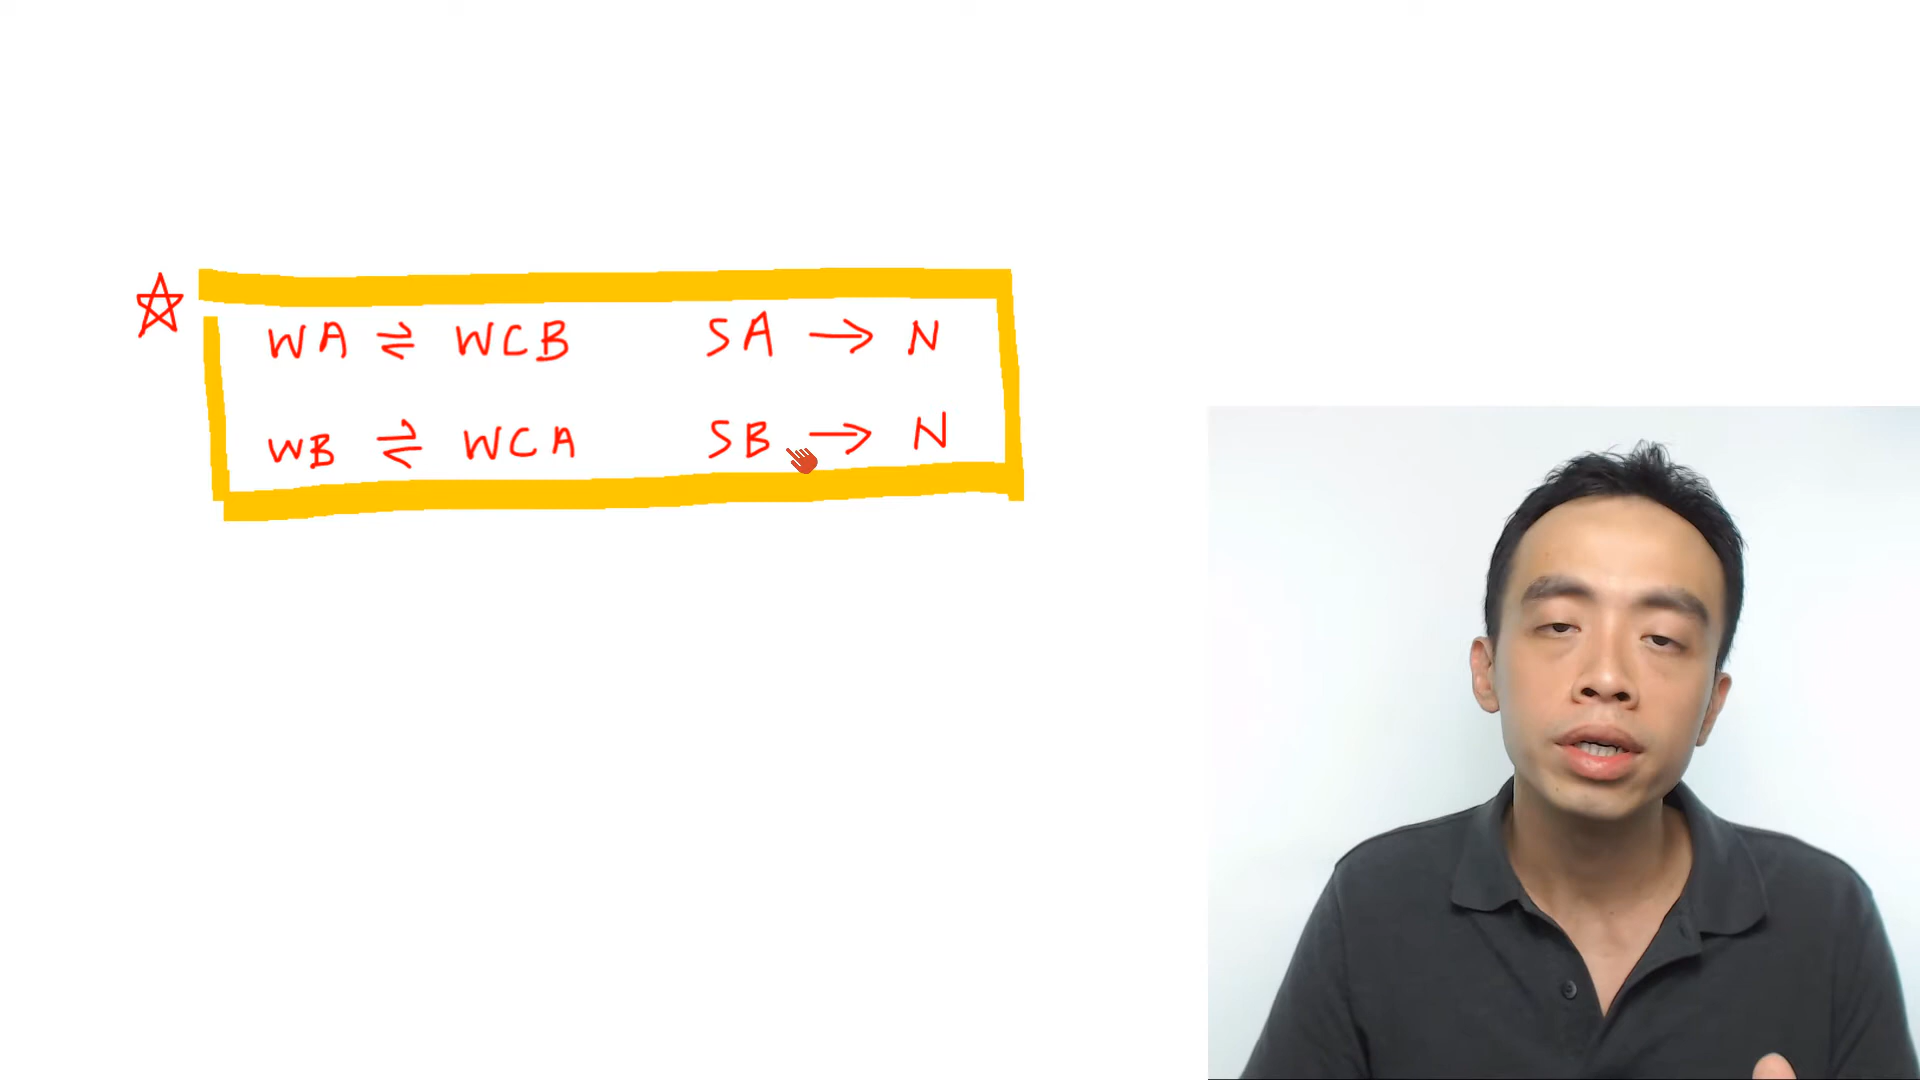 WA ⇌ WCB SA → N
WB ⇌ WCA SB → N